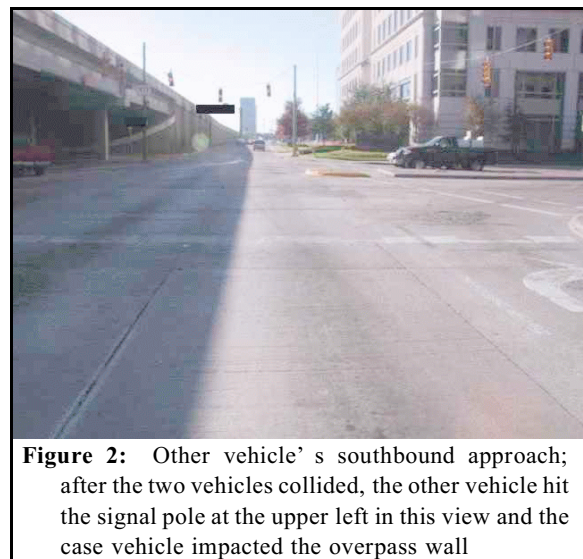 Figure 2: Other vehicle' s southbound approach;
after the two vehicles collided, the other vehicle hit
the signal pole at the upper left in this view and the
case vehicle impacted the overpass wall